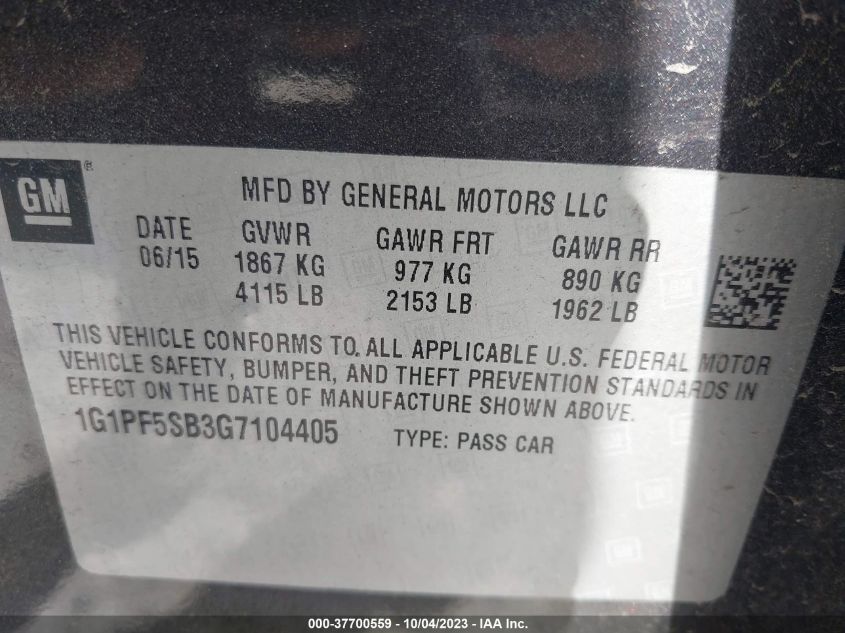 GM ®
MFD BY GENERAL MOTORS LLC
DATE GVWR GAWR FRT GAWR RR
06/15 1867 KG 977 KG 890 KG
4115 LB 2153 LB 1962 LB
THIS VEHICLE CONFORMS TO ALL APPLICABLE U.S. FEDERAL MOTOR
VEHICLE SAFETY, BUMPER, AND THEFT PREVENTION STANDARDS IN
EFFECT ON THE DATE OF MANUFACTURE SHOWN ABOVE.
1G1PF5SB3G7104405 TYPE: PASS CAR
GM
GM
000-37700559 - 10/04/2023 - IAA Inc.